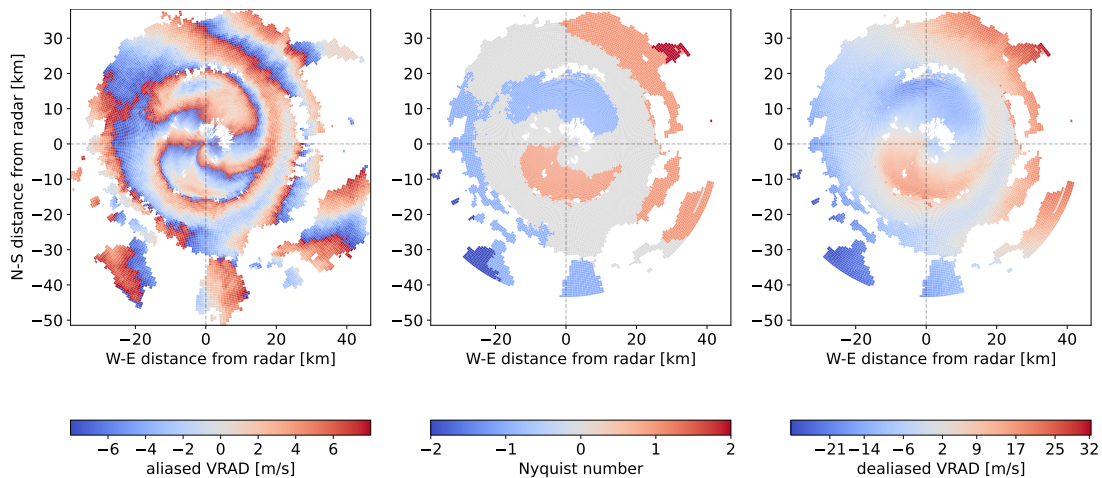 30
20
10
0
−10
−20
−30
−40
−50
N-S distance from radar [km]
−20 0 20 40
−20 0 20 40
−20 0 20 40
W-E distance from radar [km]
W-E distance from radar [km]
W-E distance from radar [km]
30
20
10
0
−10
−20
−30
−40
−50
30
20
10
0
−10
−20
−30
−40
−50
−6 −4 −2 0 2 4 6
aliased VRAD [m/s]
−2 −1 0 1 2
Nyquist number
−21 −14 −6 2 9 17 25 32
dealiased VRAD [m/s]